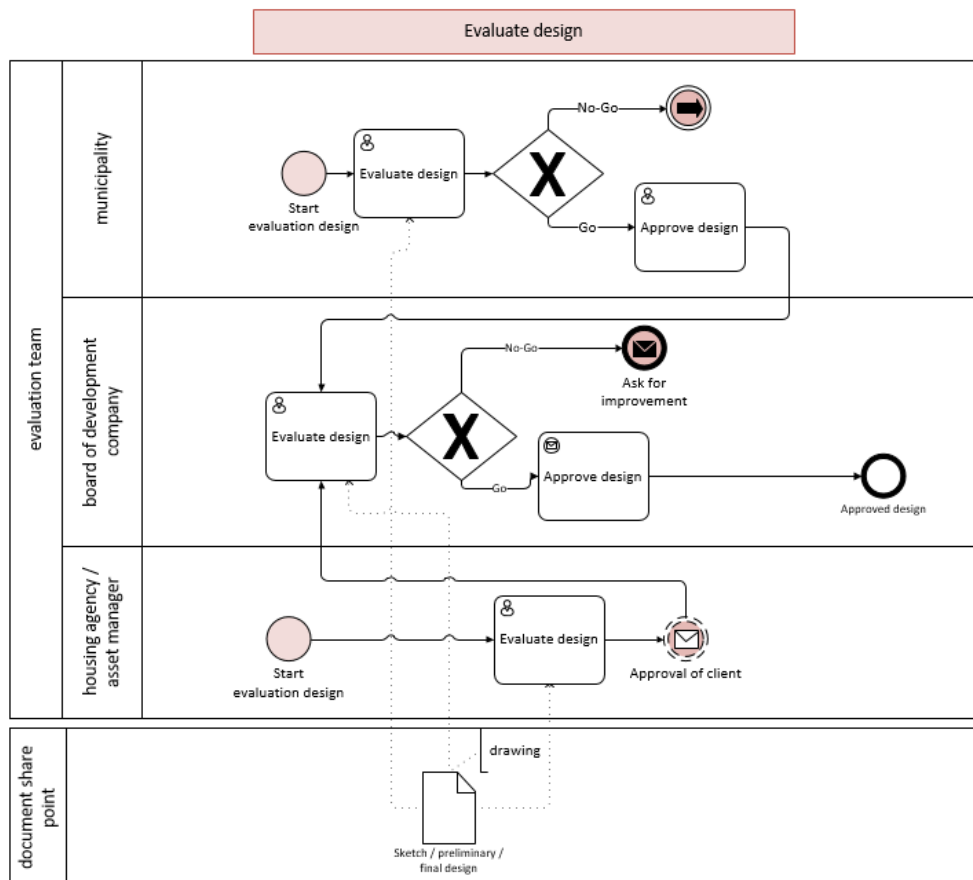 Evaluate design
evaluation team
municipality
No-Go
Evaluate design
X
Start
evaluation design
Go
Approve design
board of development
company
No-Go
Ask for
improvement
Evaluate design
X
Go
Approve design
Approved design
housing agency /
asset manager
Evaluate design
Start
evaluation design
Approval of client
document share
point
drawing
Sketch / preliminary /
final design